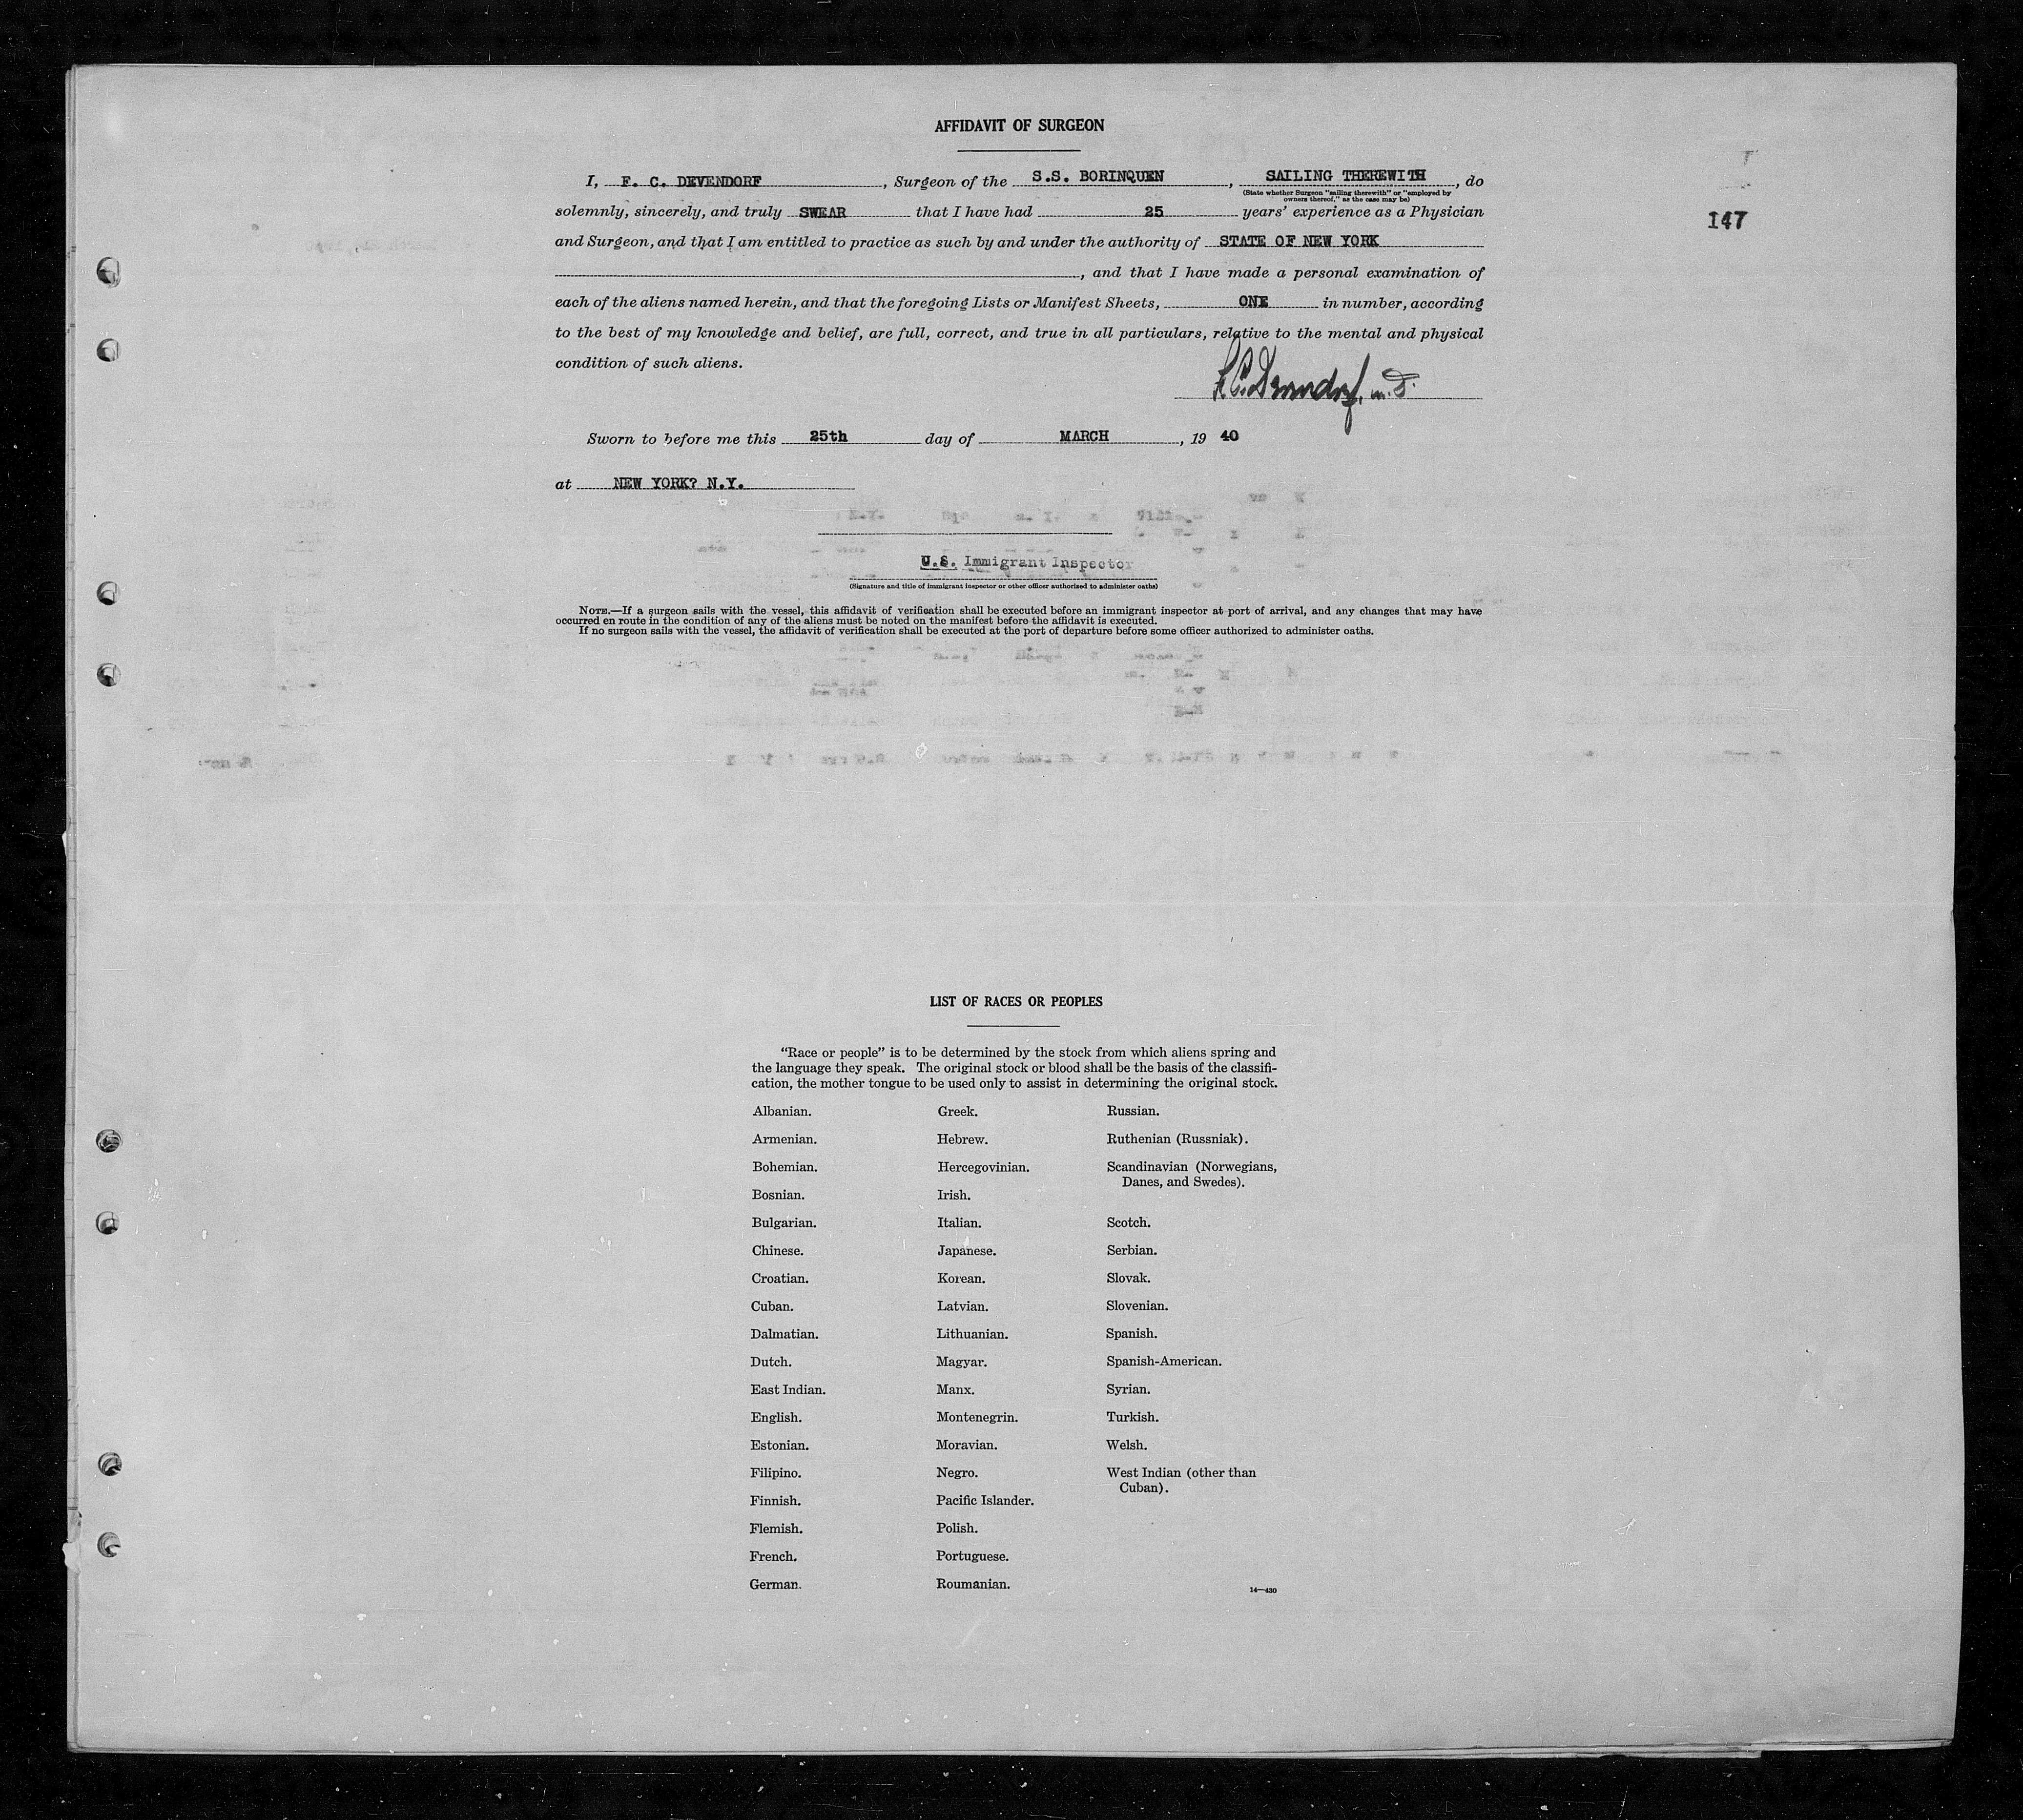 AFFIDAVIT OF SURGEON
147
I, F. C. DEVENDORF, Surgeon of the S.S. BORINQUEN, SAILING THEREWITH, do
(State whether Surgeon "sailing therewith" or "employed by
owners thereof," as the case may be)
solemnly, sincerely, and truly SWEAR that I have had 25 years' experience as a Physician
and Surgeon, and that I am entitled to practice as such by and under the authority of STATE OF NEW YORK
, and that I have made a personal examination of
each of the aliens named herein, and that the foregoing Lists or Manifest Sheets, ONE in number, according
to the best of my knowledge and belief, are full, correct, and true in all particulars, relative to the mental and physical
condition of such aliens.
F. C. Devendorf, M.D.
Sworn to before me this 25th day of MARCH, 19 40
at NEW YORK? N.Y.
U.S. Immigrant Inspector
(Signature and title of immigrant inspector or other officer authorized to administer oaths)
NOTE.—If a surgeon sails with the vessel, this affidavit of verification shall be executed before an immigrant inspector at port of arrival, and any changes that may have
occurred en route in the condition of any of the aliens must be noted on the manifest before the affidavit is executed.
If no surgeon sails with the vessel, the affidavit of verification shall be executed at the port of departure before some officer authorized to administer oaths.
LIST OF RACES OR PEOPLES
"Race or people" is to be determined by the stock from which aliens spring and
the language they speak. The original stock or blood shall be the basis of the classifi-
cation, the mother tongue to be used only to assist in determining the original stock.
Albanian.
Armenian.
Bohemian.
Bosnian.
Bulgarian.
Chinese.
Croatian.
Cuban.
Dalmatian.
Dutch.
East Indian.
English.
Estonian.
Filipino.
Finnish.
Flemish.
French.
German.
Greek.
Hebrew.
Hercegovinian.
Irish.
Italian.
Japanese.
Korean.
Latvian.
Lithuanian.
Magyar.
Manx.
Montenegrin.
Moravian.
Negro.
Pacific Islander.
Polish.
Portuguese.
Roumanian.
Russian.
Ruthenian (Russniak).
Scandinavian (Norwegians,
Danes, and Swedes).
Scotch.
Serbian.
Slovak.
Slovenian.
Spanish.
Spanish-American.
Syrian.
Turkish.
Welsh.
West Indian (other than
Cuban).
14—430